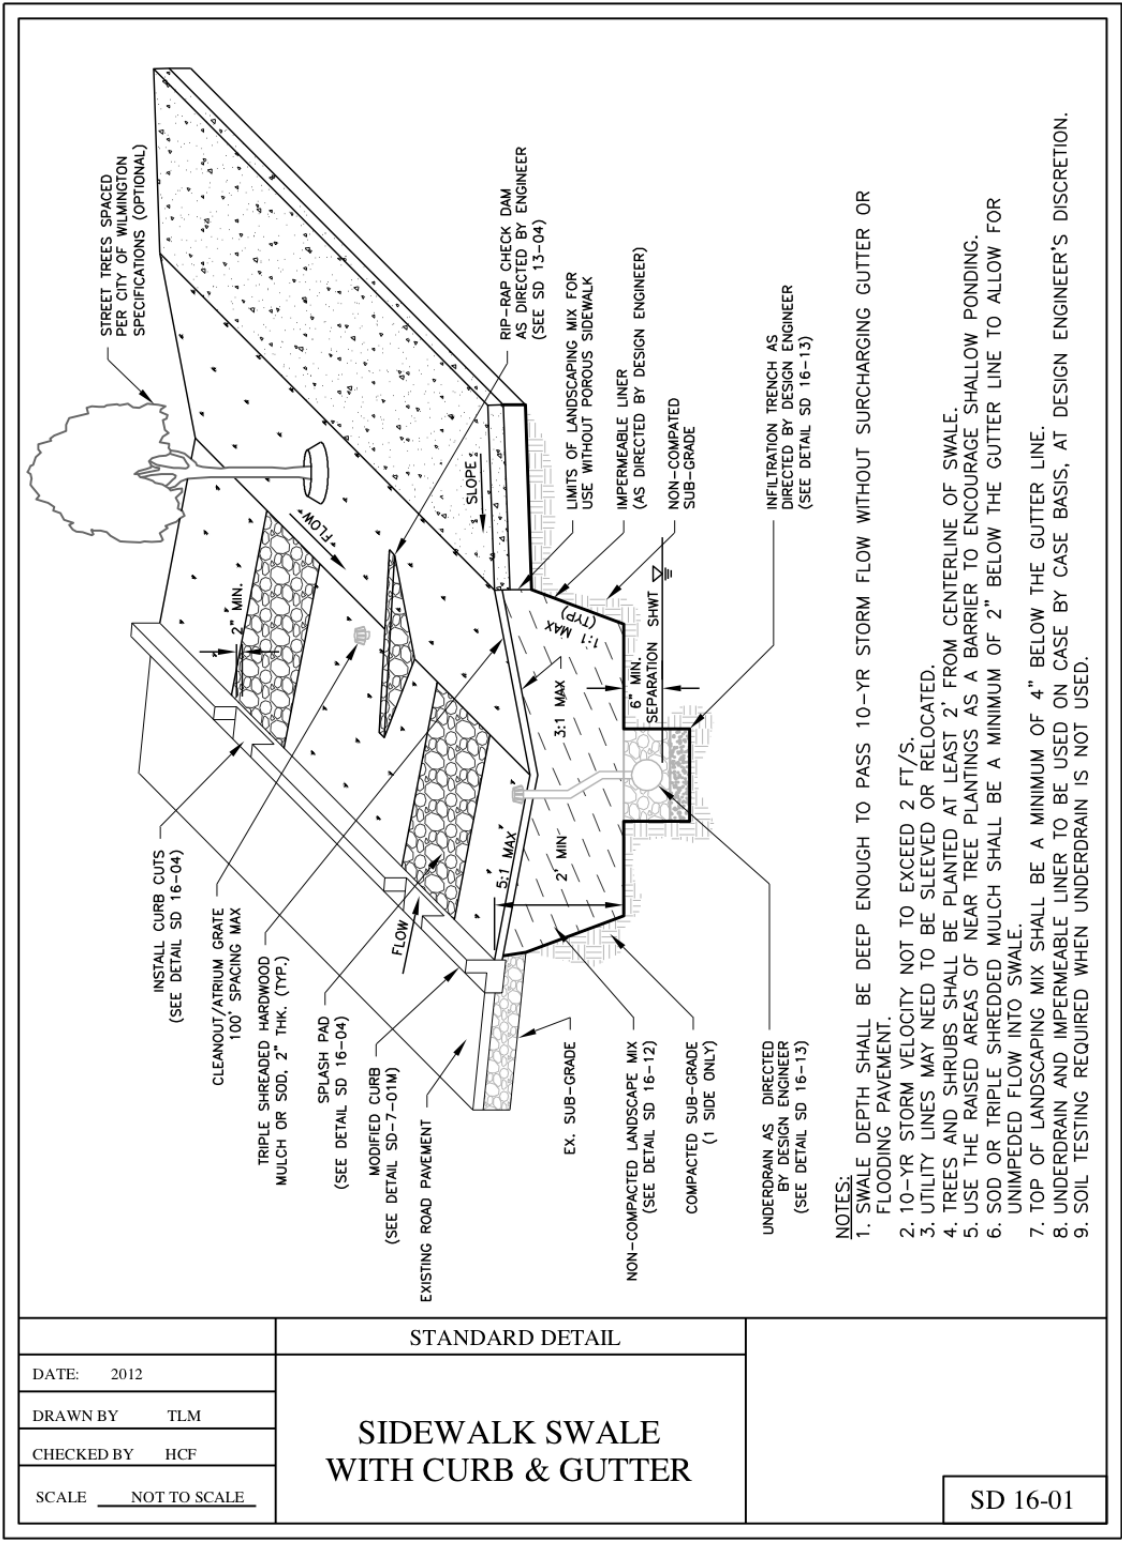 STREET TREES SPACED
PER CITY OF WILMINGTON
SPECIFICATIONS (OPTIONAL)
RIP-RAP CHECK DAM
AS DIRECTED BY ENGINEER
(SEE SD 13-04)
LIMITS OF LANDSCAPING MIX FOR
USE WITHOUT POROUS SIDEWALK
IMPERMEABLE LINER
(AS DIRECTED BY DESIGN ENGINEER)
NON-COMPATED
SUB-GRADE
INFILTRATION TRENCH AS
DIRECTED BY DESIGN ENGINEER
(SEE DETAIL SD 16-13)
2" MIN.
FLOW
SLOPE
1:1 MAX
(TYP)
3:1 MAX
6" MIN.
SEPARATION
SHWT
5:1 MAX
2' MIN
FLOW
INSTALL CURB CUTS
(SEE DETAIL SD 16-04)
CLEANOUT/ATRIUM GRATE
100' SPACING MAX
TRIPLE SHREADED HARDWOOD
MULCH OR SOD, 2" THK. (TYP.)
SPLASH PAD
(SEE DETAIL SD 16-04)
MODIFIED CURB
(SEE DETAIL SD-7-01M)
EXISTING ROAD PAVEMENT
EX. SUB-GRADE
NON-COMPACTED LANDSCAPE MIX
(SEE DETAIL SD 16-12)
COMPACTED SUB-GRADE
(1 SIDE ONLY)
UNDERDRAIN AS DIRECTED
BY DESIGN ENGINEER
(SEE DETAIL SD 16-13)
NOTES:
1. SWALE DEPTH SHALL BE DEEP ENOUGH TO PASS 10-YR STORM FLOW WITHOUT SURCHARGING GUTTER OR
FLOODING PAVEMENT.
2. 10-YR STORM VELOCITY NOT TO EXCEED 2 FT/S.
3. UTILITY LINES MAY NEED TO BE SLEEVED OR RELOCATED.
4. TREES AND SHRUBS SHALL BE PLANTED AT LEAST 2' FROM CENTERLINE OF SWALE.
5. USE THE RAISED AREAS OF NEAR TREE PLANTINGS AS A BARRIER TO ENCOURAGE SHALLOW PONDING.
6. SOD OR TRIPLE SHREDDED MULCH SHALL BE A MINIMUM OF 2" BELOW THE GUTTER LINE TO ALLOW FOR
UNIMPEDED FLOW INTO SWALE.
7. TOP OF LANDSCAPING MIX SHALL BE A MINIMUM OF 4" BELOW THE GUTTER LINE.
8. UNDERDRAIN AND IMPERMEABLE LINER TO BE USED ON CASE BY CASE BASIS, AT DESIGN ENGINEER'S DISCRETION.
9. SOIL TESTING REQUIRED WHEN UNDERDRAIN IS NOT USED.
DATE: 2012
DRAWN BY TLM
CHECKED BY HCF
SCALE NOT TO SCALE
STANDARD DETAIL
SIDEWALK SWALE
WITH CURB & GUTTER
SD 16-01